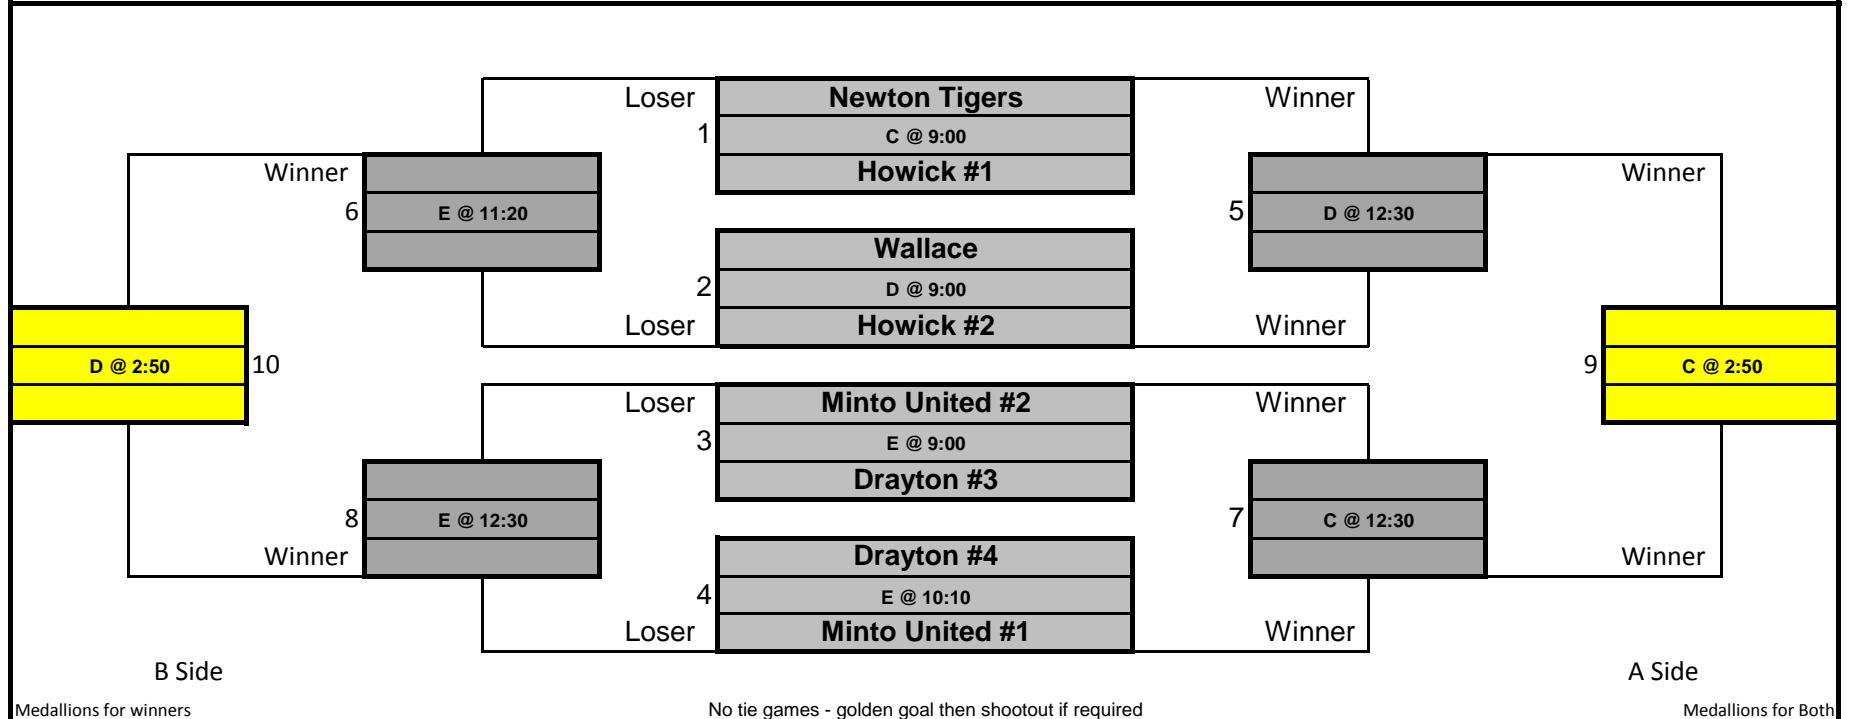 Loser Newton Tigers Winner
1 C @ 9:00
Winner Howick #1 Winner
6 E @ 11:20 5 D @ 12:30
Wallace
2 D @ 9:00
Loser Howick #2 Winner
D @ 2:50 10 9 C @ 2:50
Loser Minto United #2 Winner
3 E @ 9:00
Drayton #3
8 E @ 12:30 7 C @ 12:30
Winner Drayton #4 Winner
4 E @ 10:10
Loser Minto United #1 Winner
B Side A Side
Medallions for winners No tie games - golden goal then shootout if required Medallions for Both